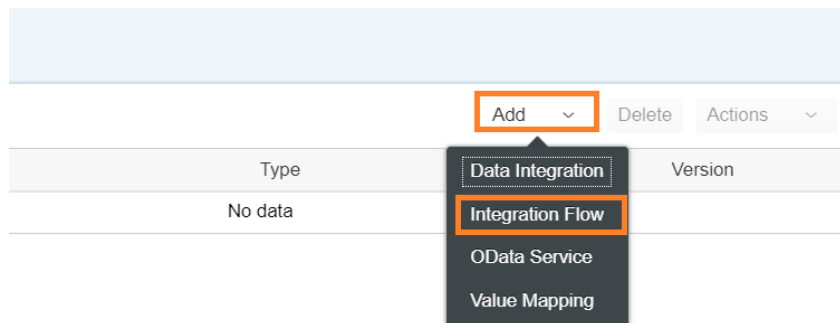 Add Delete Actions
Type Version
Data Integration
No data
Integration Flow
OData Service
Value Mapping